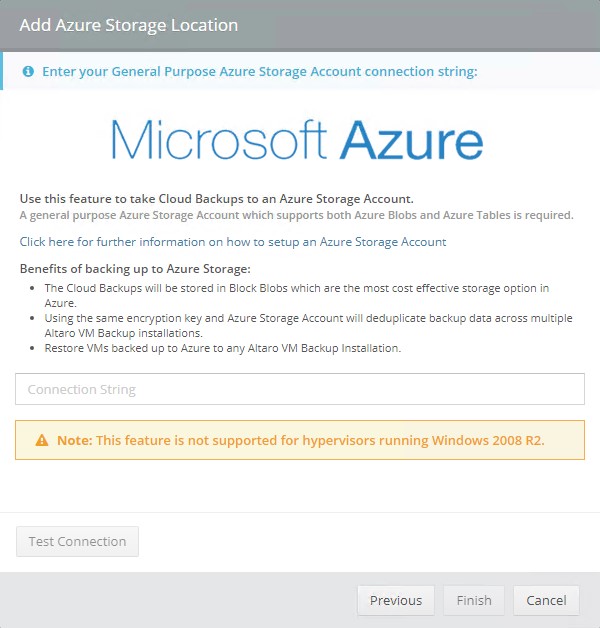 Add Azure Storage Location
Enter your General Purpose Azure Storage Account connection string:
Microsoft Azure
Use this feature to take Cloud Backups to an Azure Storage Account.
A general purpose Azure Storage Account which supports both Azure Blobs and Azure Tables is required.
Click here for further information on how to setup an Azure Storage Account
Benefits of backing up to Azure Storage:
The Cloud Backups will be stored in Block Blobs which are the most cost effective storage option in
Azure.
Using the same encryption key and Azure Storage Account will deduplicate backup data across multiple
Altaro VM Backup installations.
Restore VMs backed up to Azure to any Altaro VM Backup Installation.
Connection String
Note: This feature is not supported for hypervisors running Windows 2008 R2.
Test Connection
Previous
Finish
Cancel